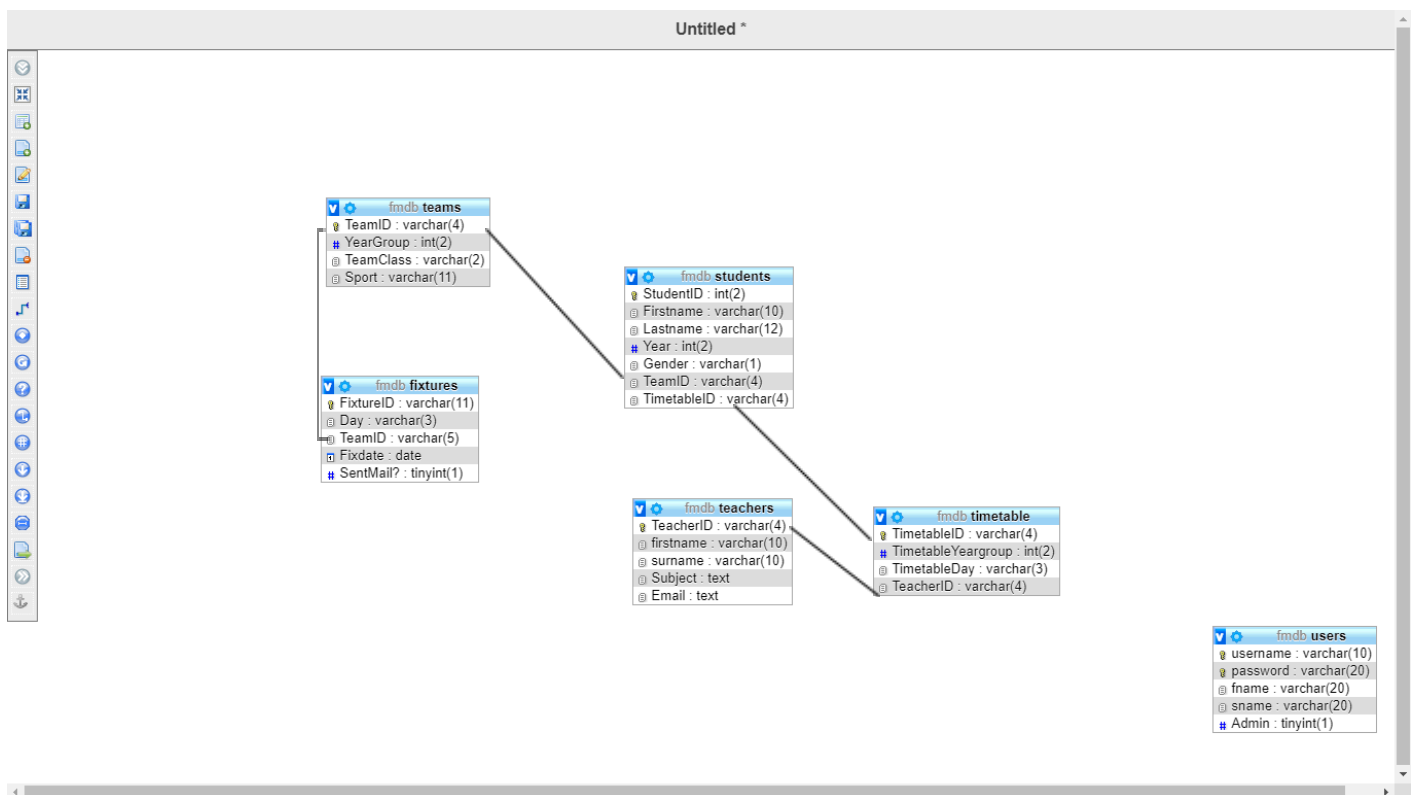 Untitled *
fmdb teams
TeamID : varchar(4)
YearGroup : int(2)
TeamClass : varchar(2)
Sport : varchar(11)
fmdb students
StudentID : int(2)
Firstname : varchar(10)
Lastname : varchar(12)
Year : int(2)
Gender : varchar(1)
TeamID : varchar(4)
TimetableID : varchar(4)
fmdb fixtures
FixtureID : varchar(11)
Day : varchar(3)
TeamID : varchar(5)
Fixdate : date
SentMail? : tinyint(1)
fmdb teachers
TeacherID : varchar(4)
firstname : varchar(10)
surname : varchar(10)
Subject : text
Email : text
fmdb timetable
TimetableID : varchar(4)
TimetableYeargroup : int(2)
TimetableDay : varchar(3)
TeacherID : varchar(4)
fmdb users
username : varchar(10)
password : varchar(20)
fname : varchar(20)
sname : varchar(20)
Admin : tinyint(1)